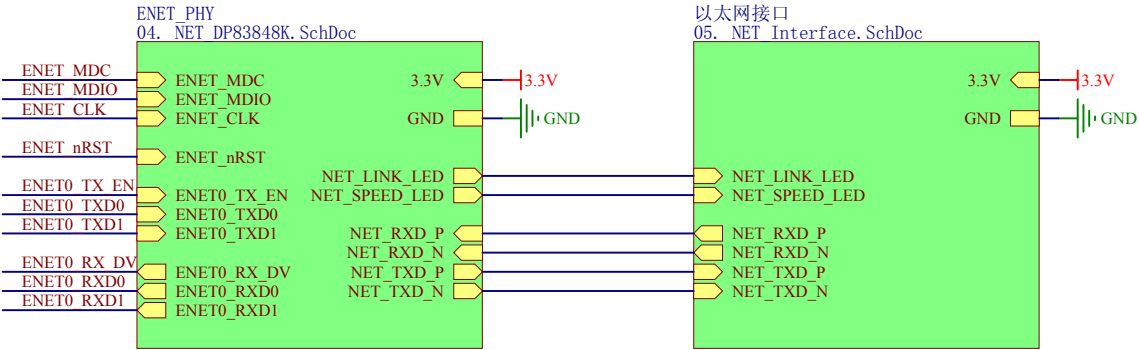 ENET_PHY
04. NET_DP83848K.SchDoc
ENET_MDC
ENET_MDIO
ENET_CLK
ENET_nRST
ENET0_TX_EN
ENET0_TXD0
ENET0_TXD1
ENET0_RX_DV
ENET0_RXD0
ENET0_RXD1
ENET_MDC
ENET_MDIO
ENET_CLK
ENET_nRST
ENET0_TX_EN
ENET0_TXD0
ENET0_TXD1
ENET0_RX_DV
ENET0_RXD0
ENET0_RXD1
3.3V
GND
NET_LINK_LED
NET_SPEED_LED
NET_RXD_P
NET_RXD_N
NET_TXD_P
NET_TXD_N
3.3V
GND
以太网接口
05. NET_Interface.SchDoc
NET_LINK_LED
NET_SPEED_LED
NET_RXD_P
NET_RXD_N
NET_TXD_P
NET_TXD_N
3.3V
GND
3.3V
GND